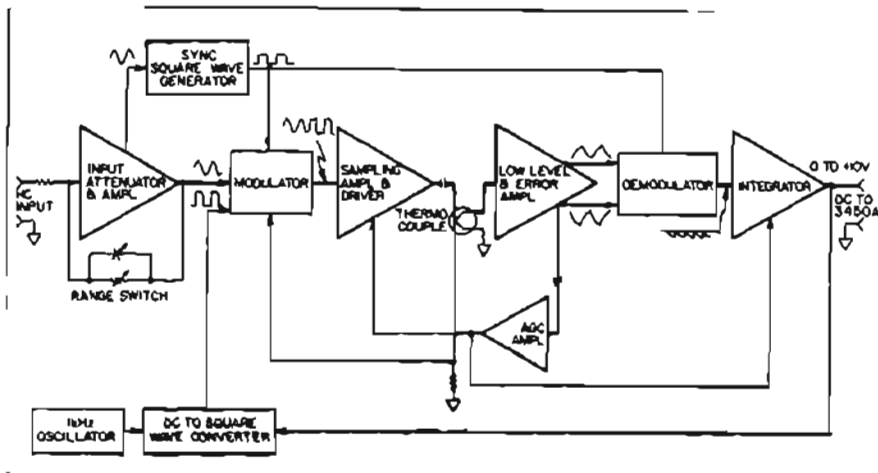 SYNC
SQUARE WAVE
GENERATOR
AC
INPUT
INPUT
ATTENUATOR
& AMPL
MODULATOR
SAMPLING
AMPL &
DRIVER
THERMO
COUPLE
LOW LEVEL
& ERROR
AMPL
DEMODULATOR
INTEGRATOR
0 TO +10V
DC TO
3450A
RANGE SWITCH
AGC
AMPL
1kHz
OSCILLATOR
DC TO SQUARE
WAVE CONVERTER